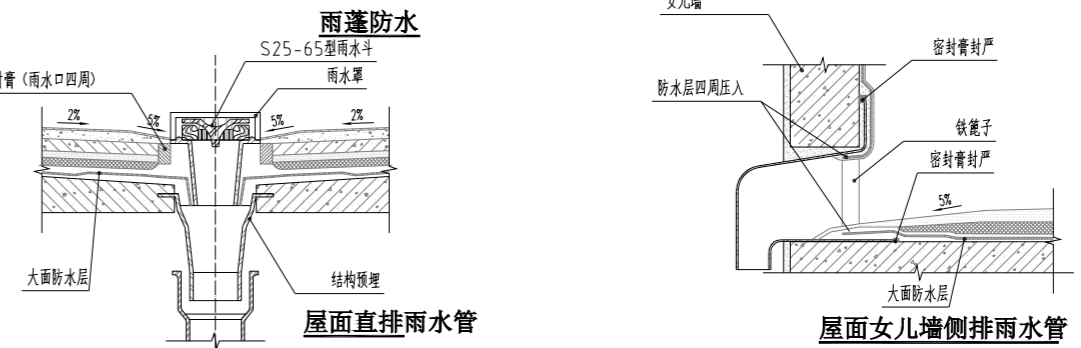 雨蓬防水
S25-65型雨水斗
雨水罩
封膏（雨水口四周）
2%
5%
5%
2%
大面防水层
结构预埋
屋面直排雨水管
女儿墙
密封膏封严
防水层四周压入
铁篦子
密封膏封严
5%
大面防水层
屋面女儿墙侧排雨水管